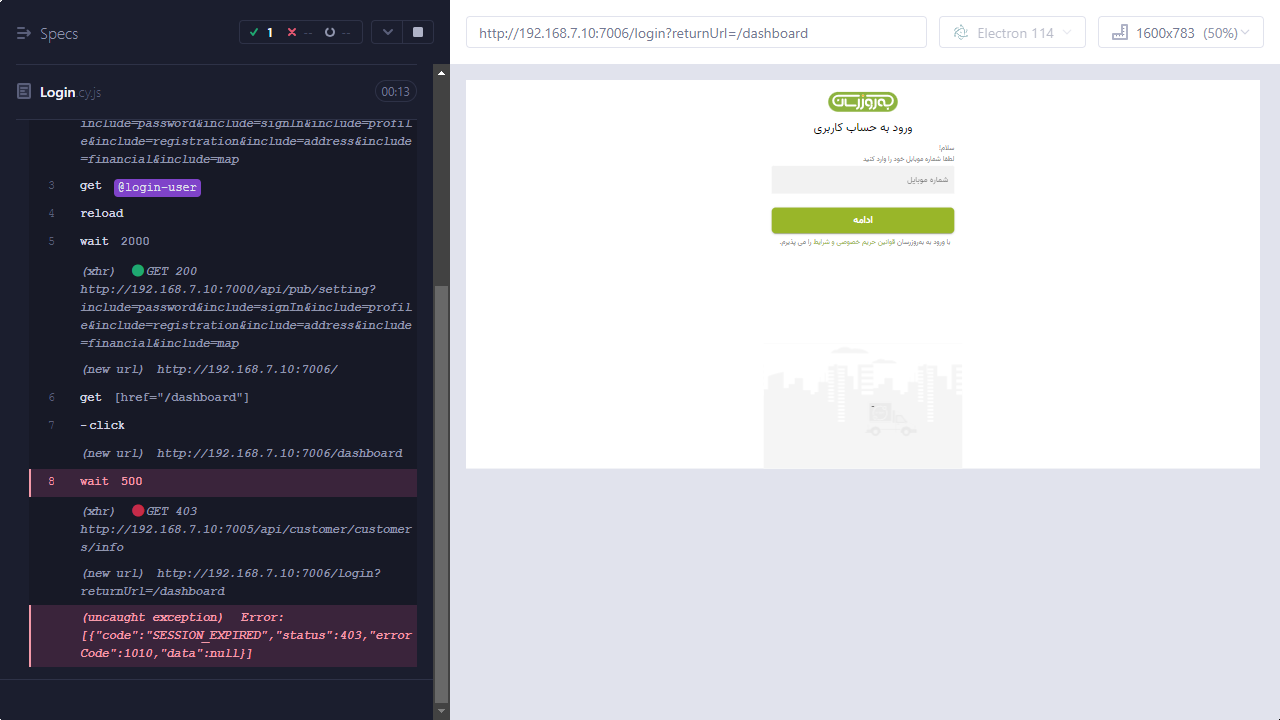 Specs
1
--
--
http://192.168.7.10:7006/login?returnUrl=/dashboard
Electron 114
1600x783 (50%)
Login.cy.js
00:13
include=password&include=signIn&include=profil
e&include=registration&include=address&include
=financial&include=map
3 get @login-user
4 reload
5 wait 2000
(xhr) GET 200
http://192.168.7.10:7000/api/pub/setting?
include=password&include=signIn&include=profil
e&include=registration&include=address&include
=financial&include=map
(new url) http://192.168.7.10:7006/
6 get [href="/dashboard"]
7 -click
(new url) http://192.168.7.10:7006/dashboard
8 wait 500
(xhr) GET 403
http://192.168.7.10:7005/api/customer/customer
s/info
(new url) http://192.168.7.10:7006/login?
returnUrl=/dashboard
(uncaught exception) Error:
[{"code":"SESSION_EXPIRED","status":403,"error
Code":1010,"data":null}]
به‌روزرسان
ورود به حساب کاربری
سلام!
لطفا شماره موبایل خود را وارد کنید
شماره موبایل
ادامه
با ورود به به‌روزرسان قوانین حریم خصوصی و شرایط را می پذیرم.